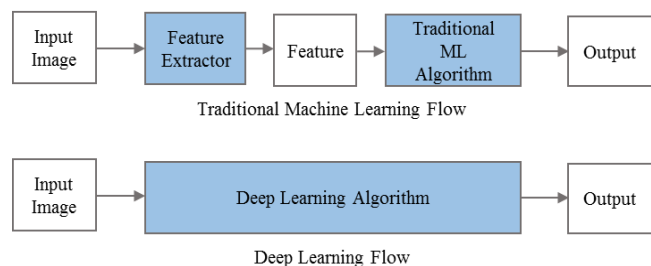 Input
Image
Feature
Extractor
Feature
Traditional
ML
Algorithm
Output
Traditional Machine Learning Flow
Input
Image
Deep Learning Algorithm
Output
Deep Learning Flow